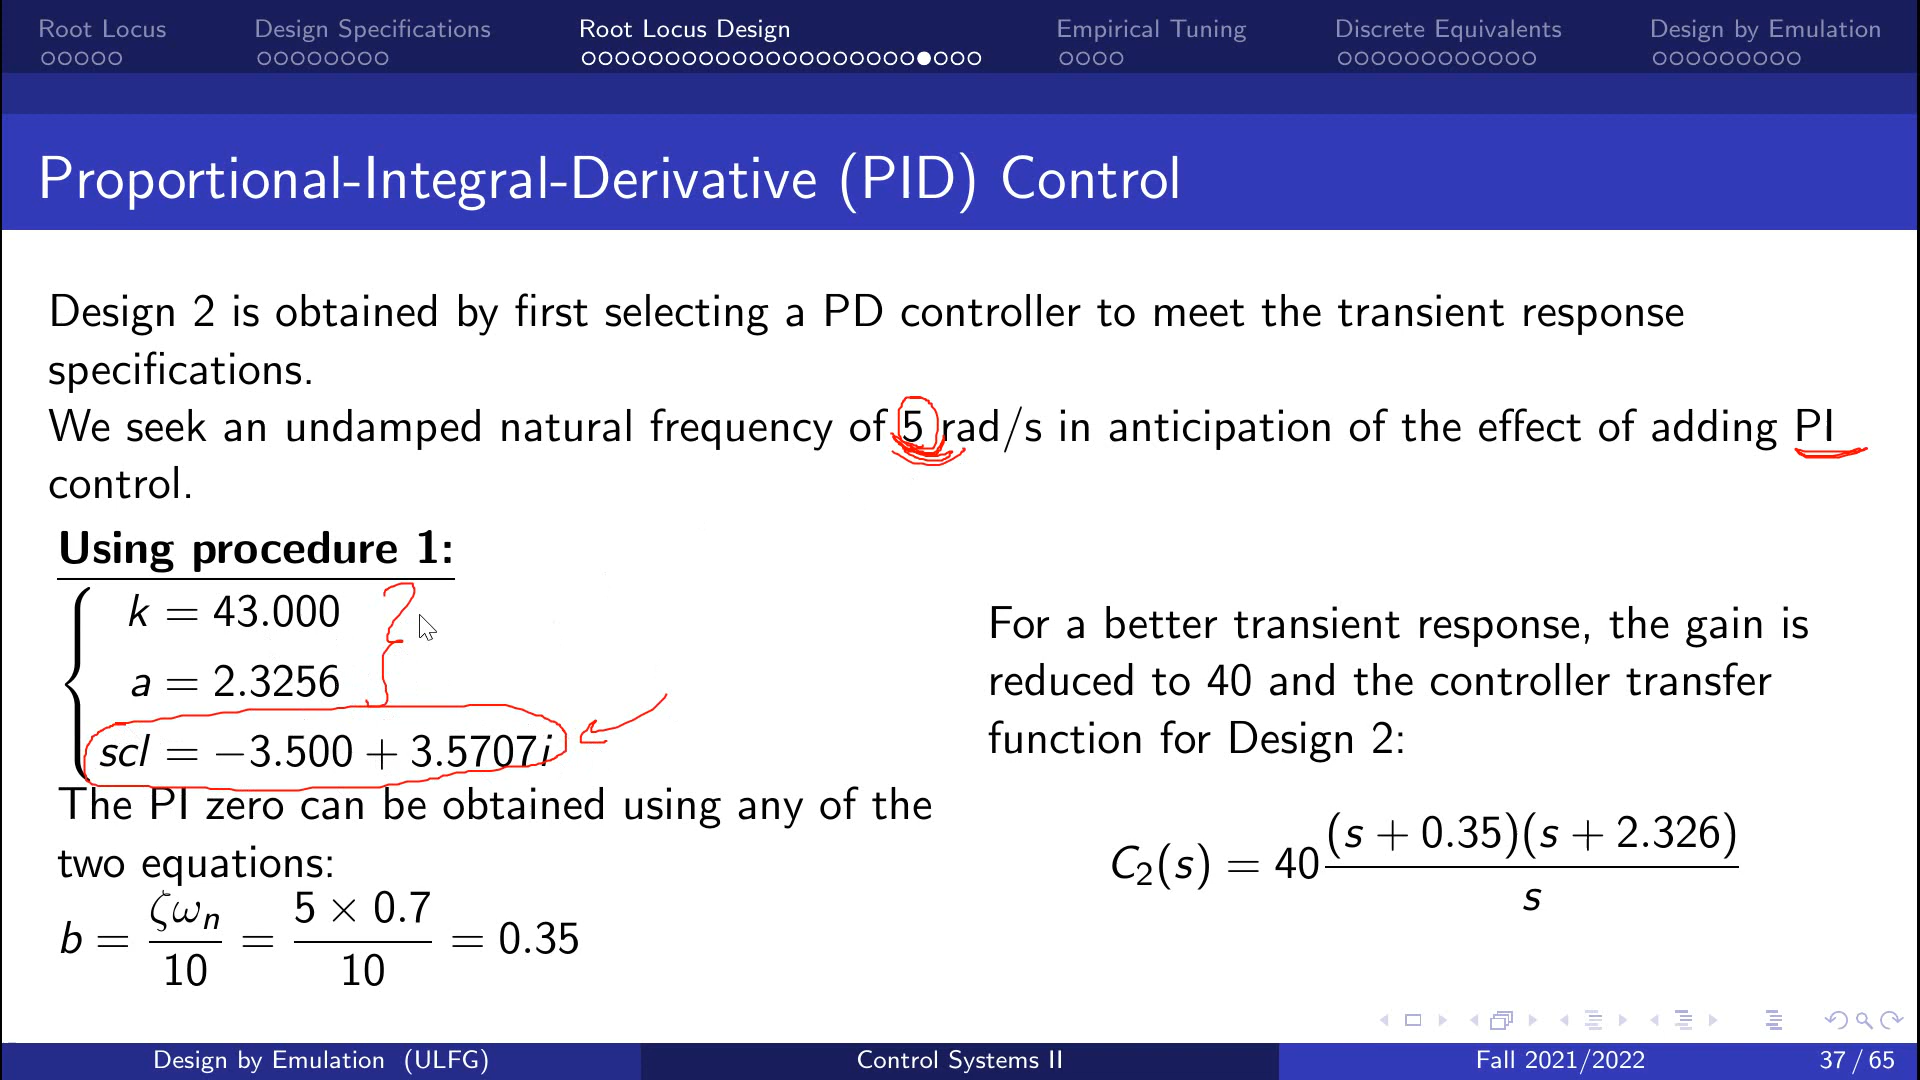 Root Locus
Design Specifications
Root Locus Design
Empirical Tuning
Discrete Equivalents
Design by Emulation
Proportional-Integral-Derivative (PID) Control
Design 2 is obtained by first selecting a PD controller to meet the transient response
specifications.
We seek an undamped natural frequency of 5 rad/s in anticipation of the effect of adding PI
control.
Using procedure 1:
k = 43.000
a = 2.3256
scl = −3.500 + 3.5707i
The PI zero can be obtained using any of the
two equations:
b = ζωn/10 = 5 × 0.7/10 = 0.35
For a better transient response, the gain is
reduced to 40 and the controller transfer
function for Design 2:
C₂(s) = 40 (s + 0.35)(s + 2.326)/s
Design by Emulation (ULFG)
Control Systems II
Fall 2021/2022
37 / 65